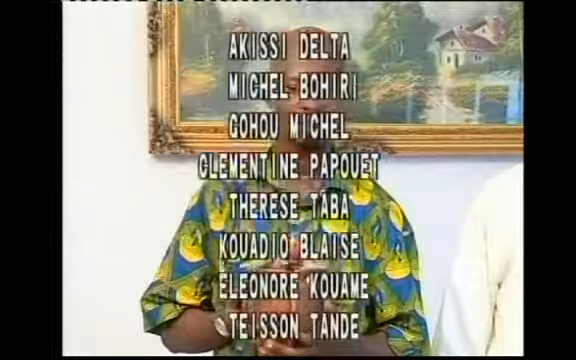 AKISSI DELTA
MICHEL BOHIRI
GOHOU MICHEL
CLEMENTINE PAPOUET
THERESE TABA
KOUADIO BLAISE
ELEONORE KOUAME
TEISSON TANDE